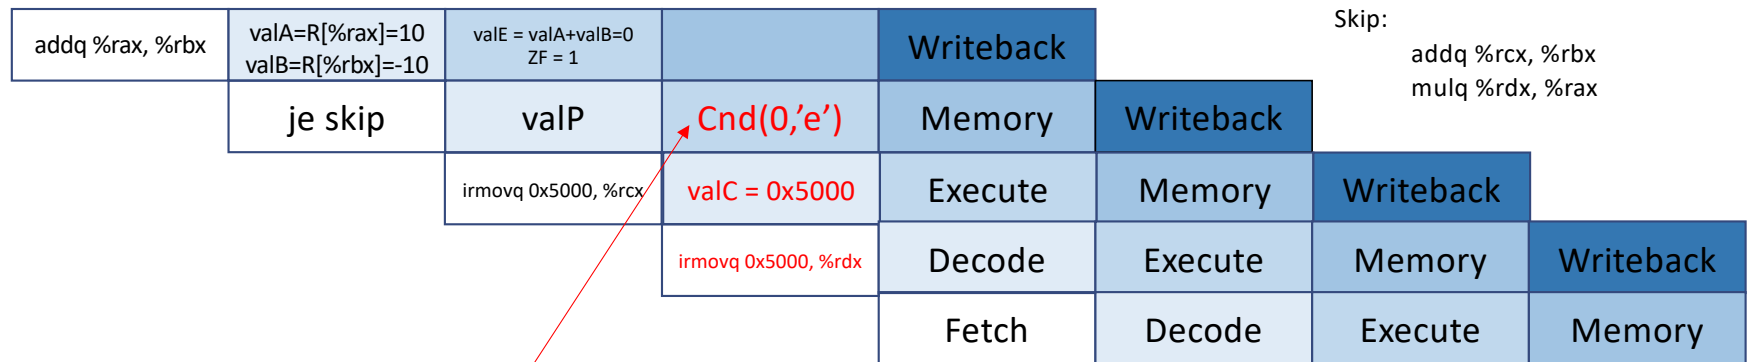 addq %rax, %rbx
valA=R[%rax]=10
valB=R[%rbx]=-10
valE = valA+valB=0
ZF = 1
Writeback
Skip:
addq %rcx, %rbx
mulq %rdx, %rax
je skip
valP
Cnd(0,’e’)
Memory
Writeback
irmovq 0x5000, %rcx
valC = 0x5000
Execute
Memory
Writeback
irmovq 0x5000, %rdx
Decode
Execute
Memory
Writeback
Fetch
Decode
Execute
Memory